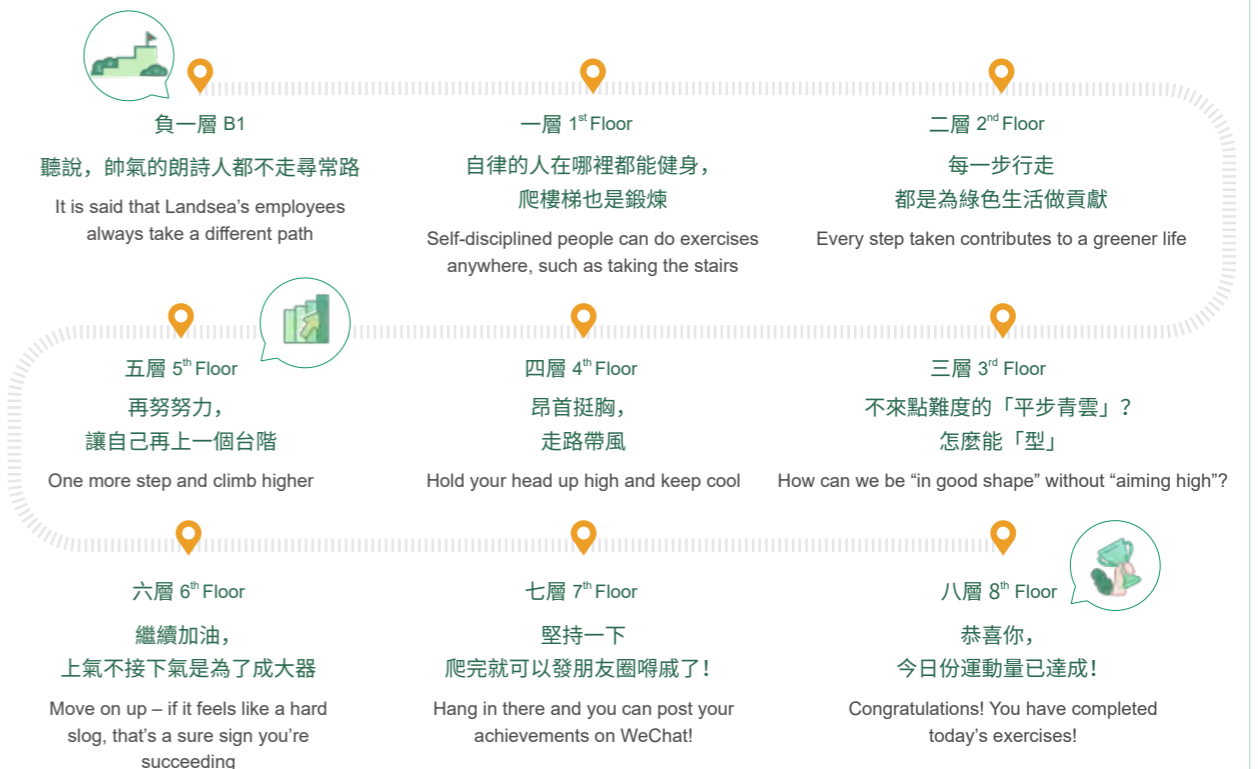 負一層 B1
聽說，帥氣的朗詩人都不走尋常路
It is said that Landsea’s employees
always take a different path
一層 1st Floor
自律的人在哪裡都能健身，
爬樓梯也是鍛煉
Self-disciplined people can do exercises
anywhere, such as taking the stairs
二層 2nd Floor
每一步行走
都是為綠色生活做貢獻
Every step taken contributes to a greener life
三層 3rd Floor
不來點難度的「平步青雲」？
怎麼能「型」
How can we be “in good shape” without “aiming high”?
四層 4th Floor
昂首挺胸，
走路帶風
Hold your head up high and keep cool
五層 5th Floor
再努努力，
讓自己再上一個台階
One more step and climb higher
六層 6th Floor
繼續加油，
上氣不接下氣是為了成大器
Move on up – if it feels like a hard
slog, that’s a sure sign you’re
succeeding
七層 7th Floor
堅持一下
爬完就可以發朋友圈嘚戚了！
Hang in there and you can post your
achievements on WeChat!
八層 8th Floor
恭喜你，
今日份運動量已達成！
Congratulations! You have completed
today’s exercises!